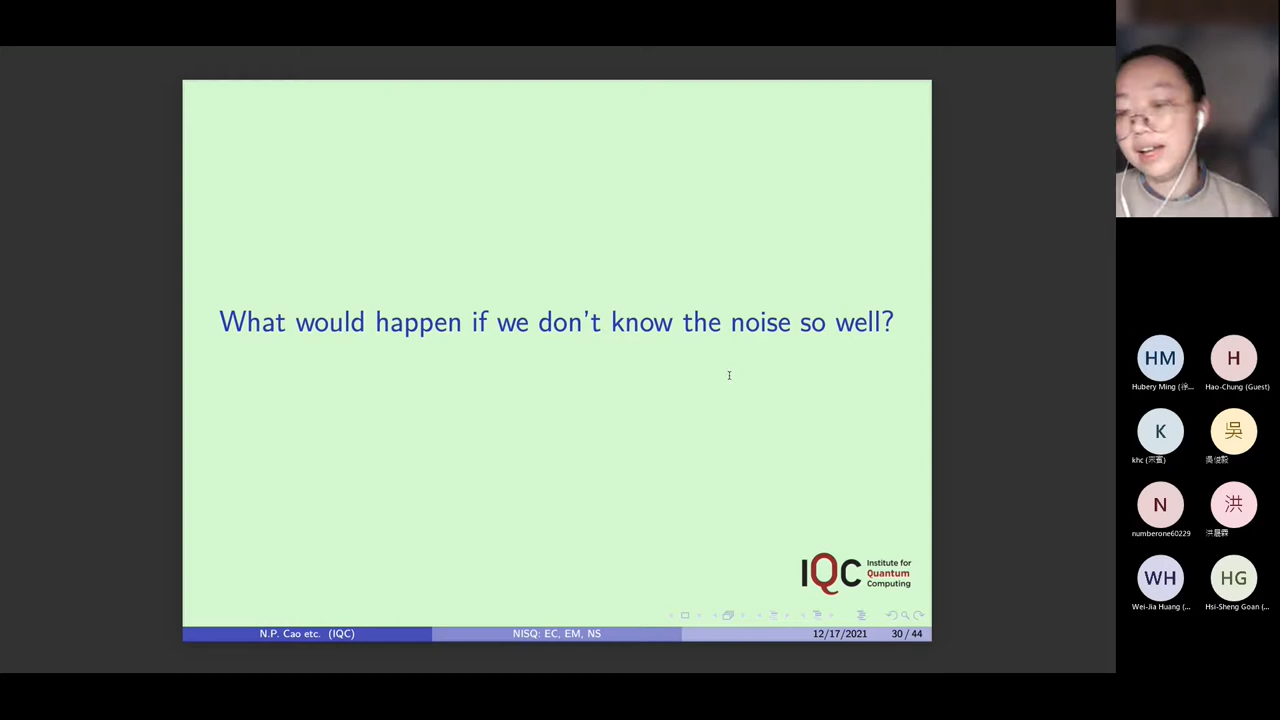 What would happen if we don't know the noise so well?
IQC
Institute for
Quantum
Computing
N.P. Cao etc. (IQC)
NISQ: EC, EM, NS
12/17/2021
30 / 44
HM
H
Hao-Chung (Guest)
K
吳
N
洪
numberone60229
WH
HG
Wei-Jia Huang (...
Hsi-Sheng Goan (...